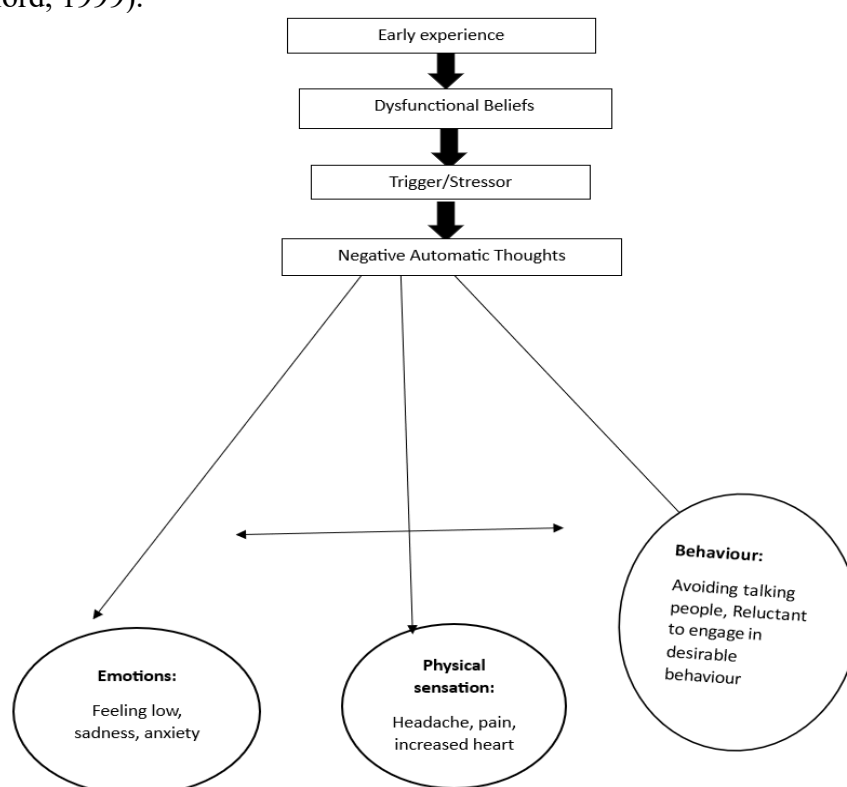 ord, 1999).
Early experience
Dysfunctional Beliefs
Trigger/Stressor
Negative Automatic Thoughts
Behaviour:
Avoiding talking
people, Reluctant
to engage in
desirable
behaviour
Emotions:
Feeling low,
sadness, anxiety
Physical
sensation:
Headache, pain,
increased heart